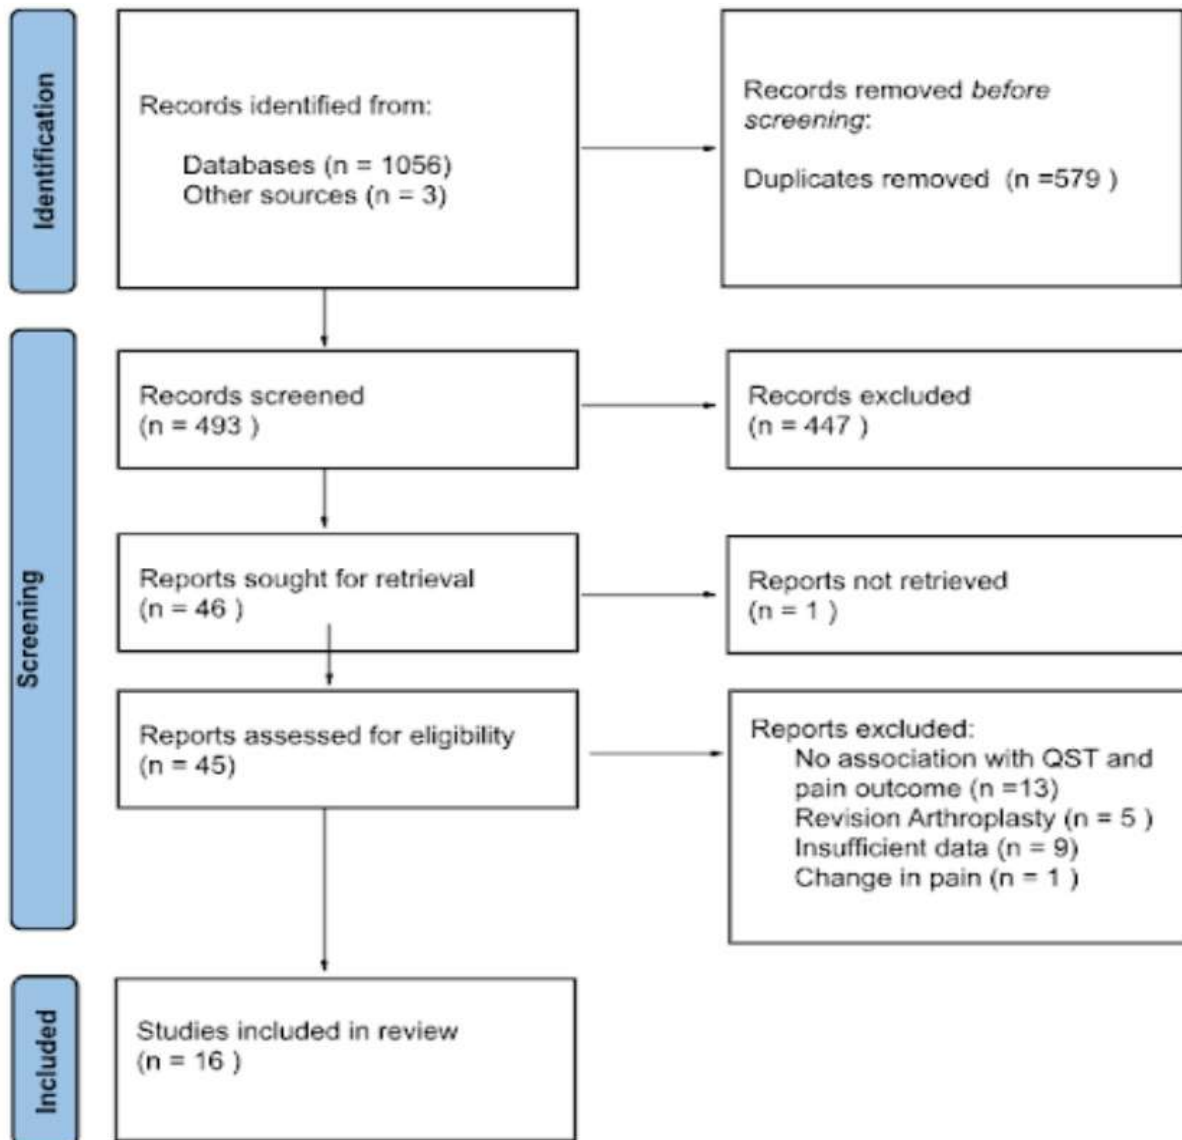 Identification
Records identified from:
Databases (n = 1056)
Other sources (n = 3)
Records removed before
screening:
Duplicates removed (n =579 )
Screening
Records screened
(n = 493 )
Records excluded
(n = 447 )
Reports sought for retrieval
(n = 46 )
Reports not retrieved
(n = 1 )
Reports assessed for eligibility
(n = 45)
Reports excluded:
No association with QST and
pain outcome (n =13)
Revision Arthroplasty (n = 5 )
Insufficient data (n = 9)
Change in pain (n = 1 )
Included
Studies included in review
(n = 16 )